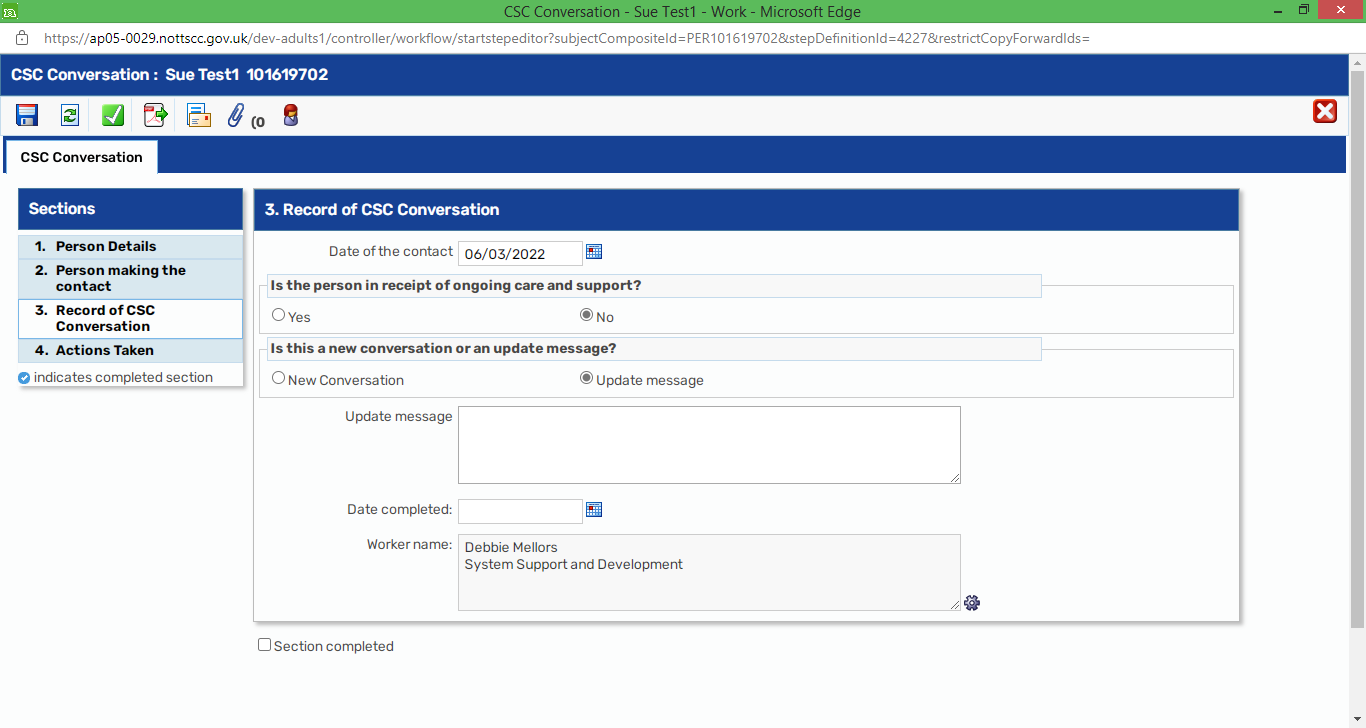 CSC Conversation - Sue Test1 - Work - Microsoft Edge
https://ap05-0029.nottscc.gov.uk/dev-adults1/controller/workflow/startstepeditor?subjectCompositeId=PER101619702&stepDefinitionId=4227&restrictCopyForwardIds=
CSC Conversation : Sue Test1 101619702
(0
CSC Conversation
Sections
1. Person Details
2. Person making the
contact
3. Record of CSC
Conversation
4. Actions Taken
indicates completed section
3. Record of CSC Conversation
Date of the contact 06/03/2022
Is the person in receipt of ongoing care and support?
Yes No
Is this a new conversation or an update message?
New Conversation Update message
Update message
Date completed:
Worker name: Debbie Mellors
System Support and Development
Section completed